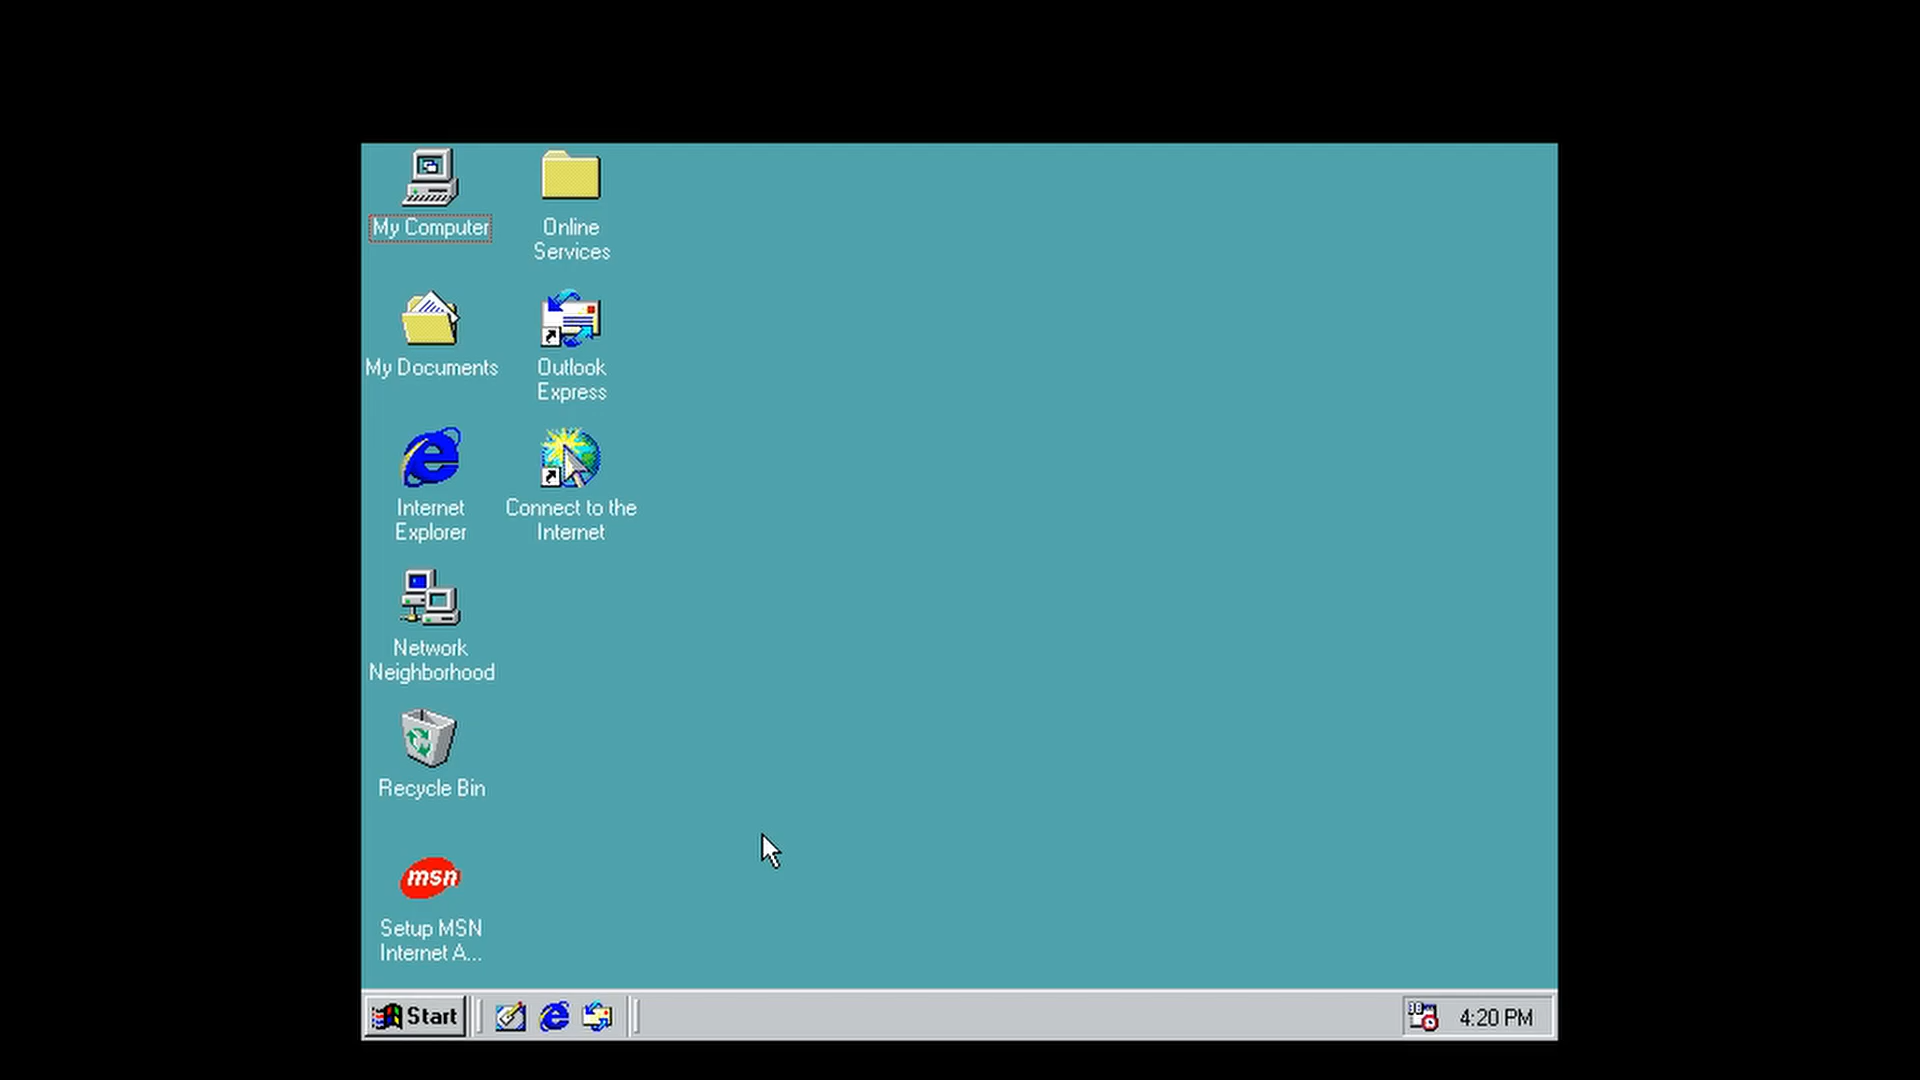 My Computer
Online
Services
My Documents
Outlook
Express
Internet
Explorer
Connect to the
Internet
Network
Neighborhood
Recycle Bin
msn
Setup MSN
Internet A...
Start
4:20 PM